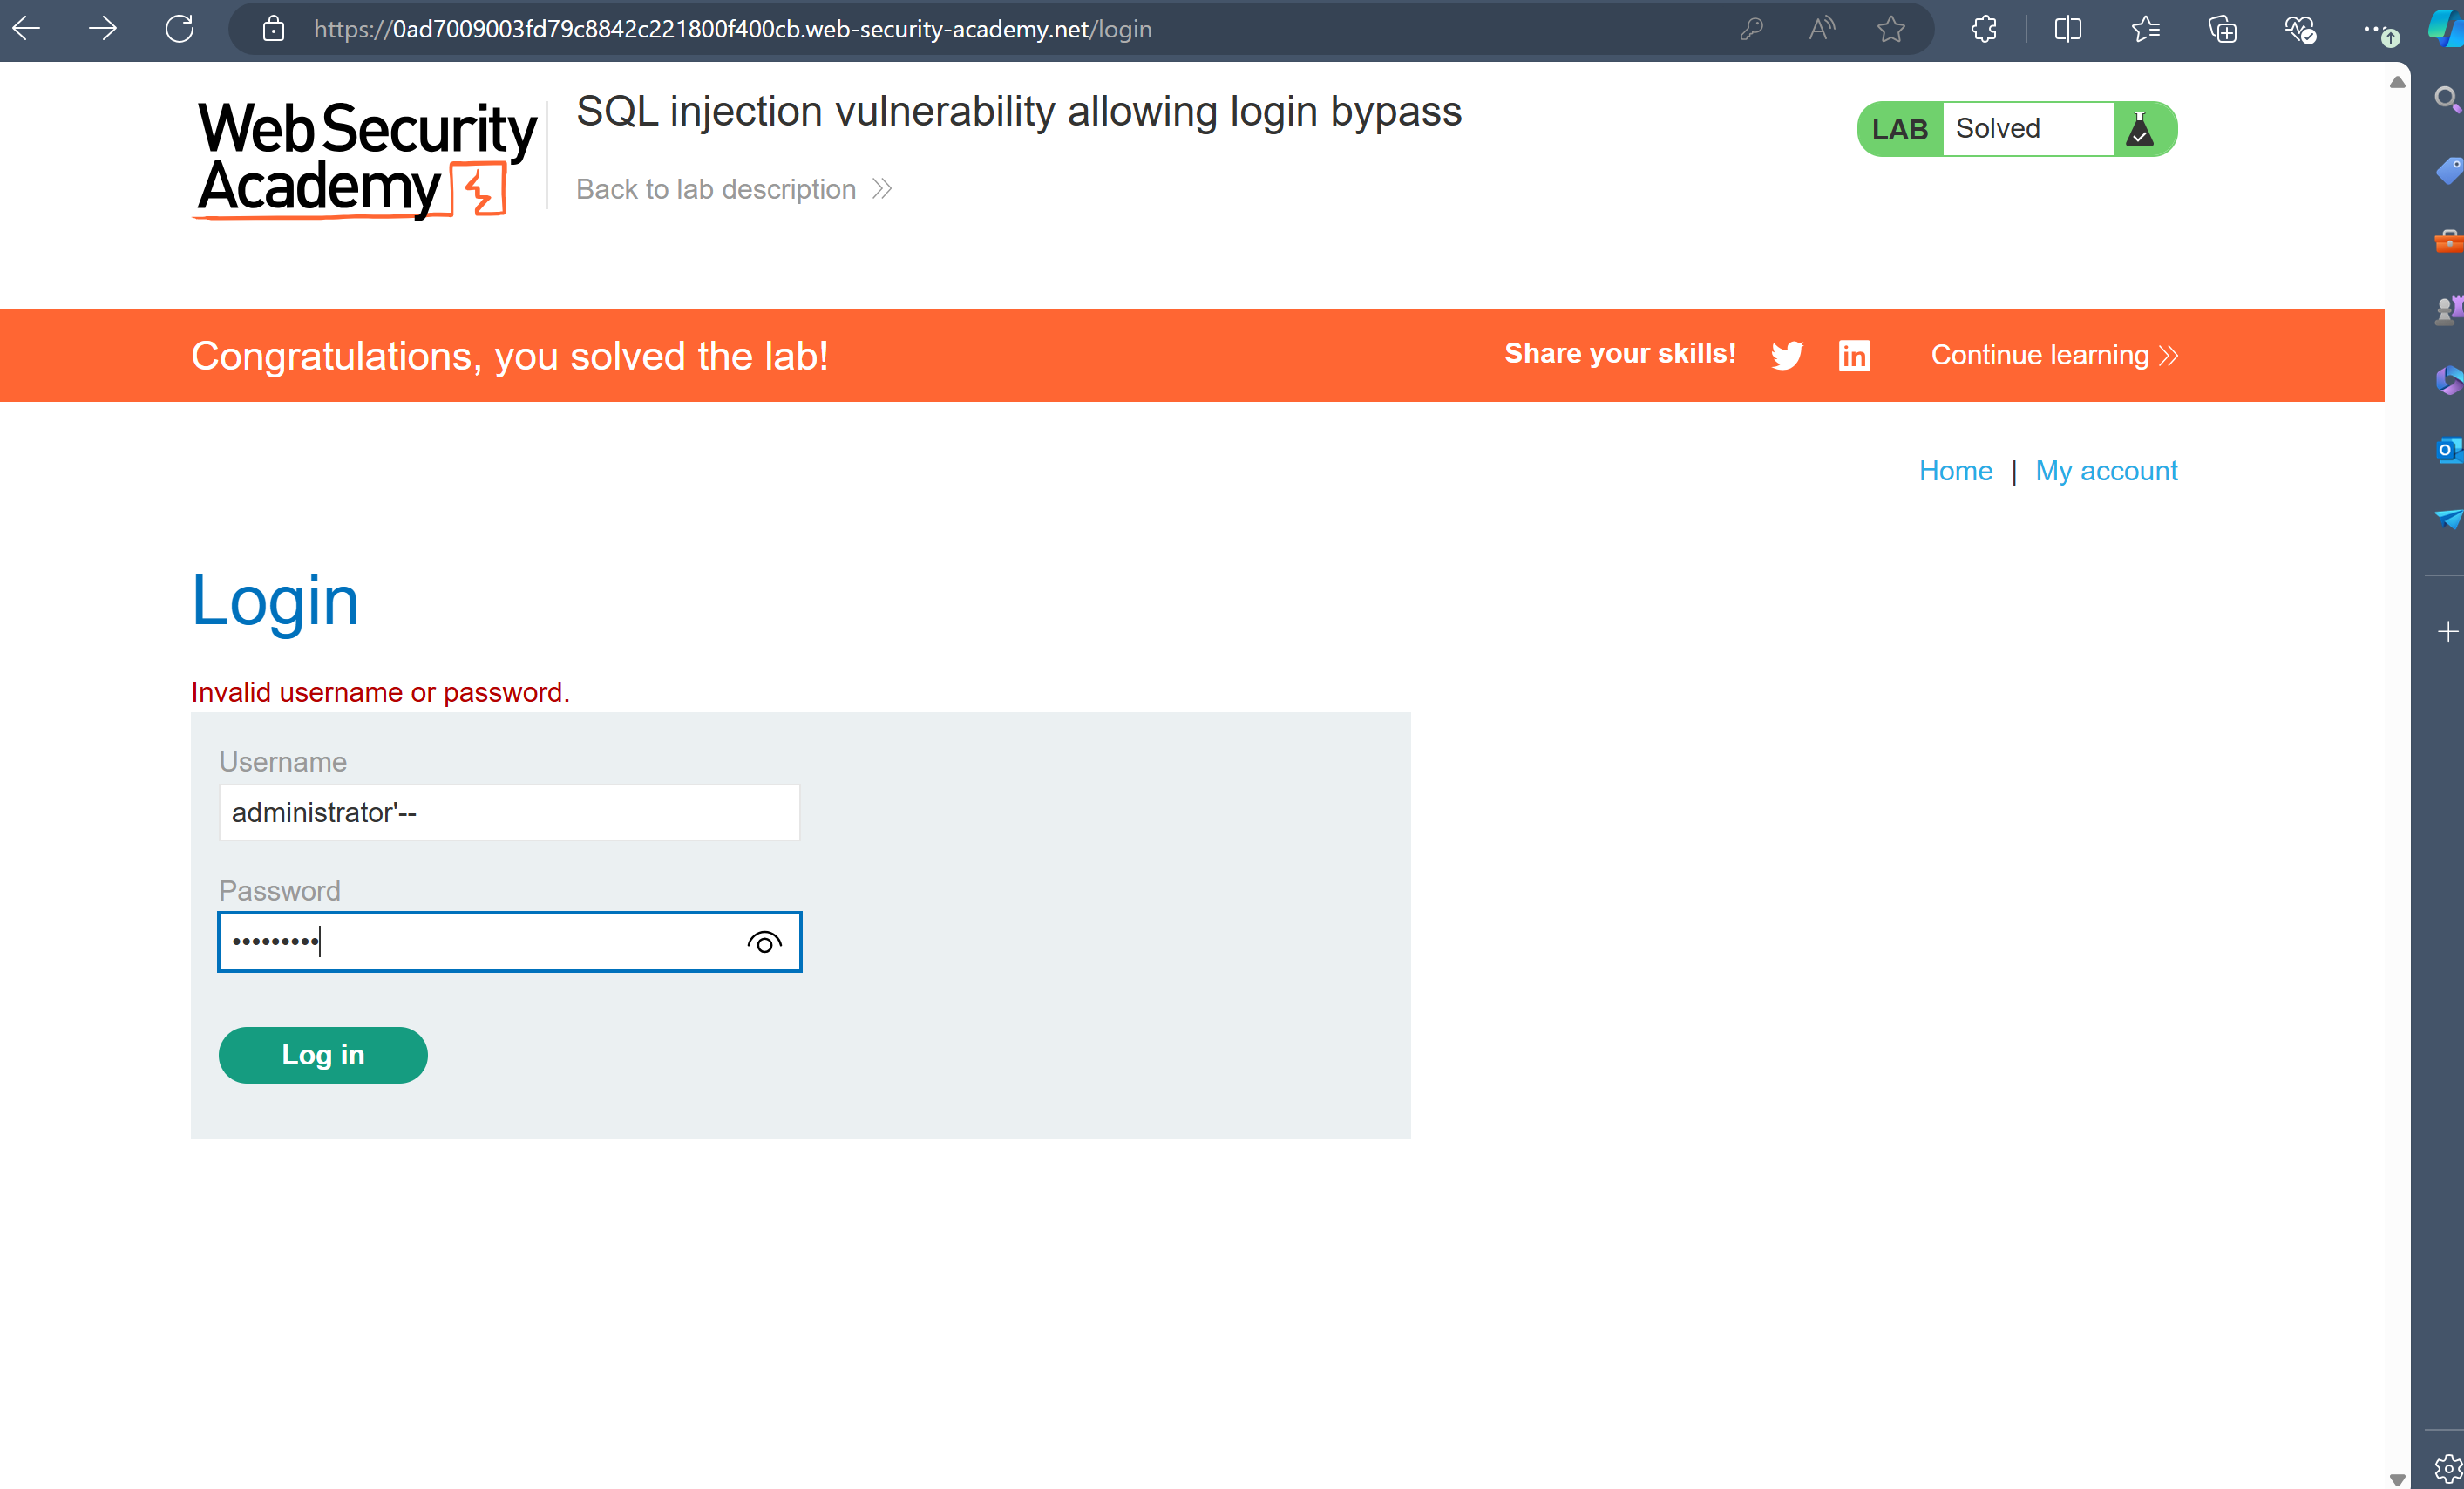 https://0ad7009003fd79c8842c221800f400cb.web-security-academy.net/login
Web Security
Academy
SQL injection vulnerability allowing login bypass
Back to lab description
LAB Solved
Congratulations, you solved the lab!
Share your skills!
Continue learning
Home | My account
Login
Invalid username or password.
Username
administrator'--
Password
•••••••••
Log in